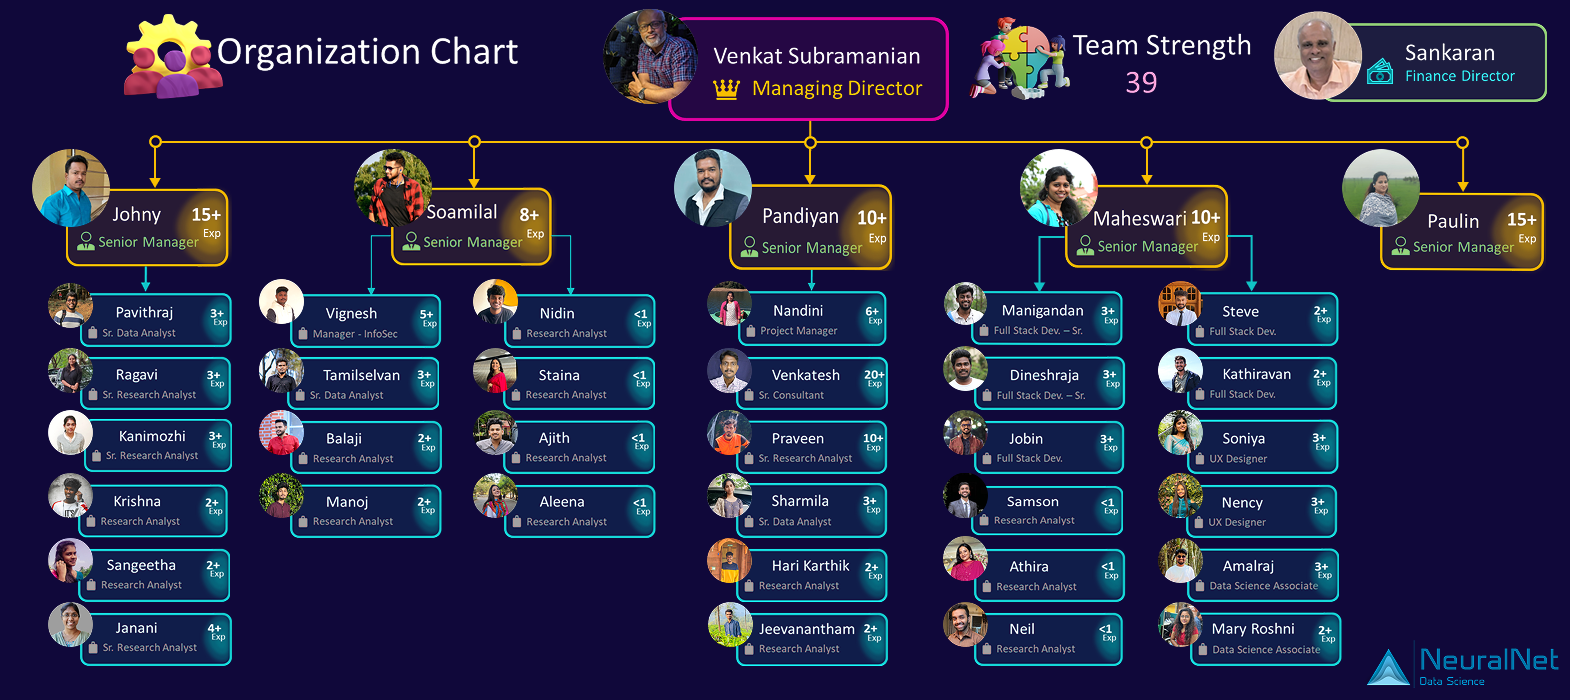 Organization Chart
Venkat Subramanian
Managing Director
Team Strength
39
Sankaran
Finance Director
Johny
15+
Exp
Senior Manager
Soamilal
8+
Exp
Senior Manager
Pandiyan
10+
Exp
Senior Manager
Maheswari
10+
Exp
Senior Manager
Paulin
15+
Exp
Senior Manager
Pavithraj
3+
Exp
Sr. Data Analyst
Ragavi
3+
Exp
Sr. Research Analyst
Kanimozhi
3+
Exp
Sr. Research Analyst
Krishna
2+
Exp
Research Analyst
Sangeetha
2+
Exp
Research Analyst
Janani
4+
Exp
Sr. Research Analyst
Vignesh
5+
Exp
Manager - InfoSec
Tamilselvan
3+
Exp
Sr. Data Analyst
Balaji
2+
Exp
Research Analyst
Manoj
2+
Exp
Research Analyst
Nidin
<1
Exp
Research Analyst
Staina
<1
Exp
Research Analyst
Ajith
<1
Exp
Research Analyst
Aleena
<1
Exp
Research Analyst
Nandini
6+
Exp
Project Manager
Venkatesh
20+
Exp
Sr. Consultant
Praveen
10+
Exp
Sr. Research Analyst
Sharmila
3+
Exp
Sr. Data Analyst
Hari Karthik
2+
Exp
Research Analyst
Jeevanantham
2+
Exp
Research Analyst
Manigandan
3+
Exp
Full Stack Dev. – Sr.
Dineshraja
3+
Exp
Full Stack Dev. – Sr.
Jobin
3+
Exp
Full Stack Dev.
Samson
<1
Exp
Research Analyst
Athira
<1
Exp
Research Analyst
Neil
<1
Exp
Research Analyst
Steve
2+
Exp
Full Stack Dev.
Kathiravan
2+
Exp
Full Stack Dev.
Soniya
3+
Exp
UX Designer
Nency
3+
Exp
UX Designer
Amalraj
3+
Exp
Data Science Associate
Mary Roshni
2+
Exp
Data Science Associate
NeuralNet
Data Science